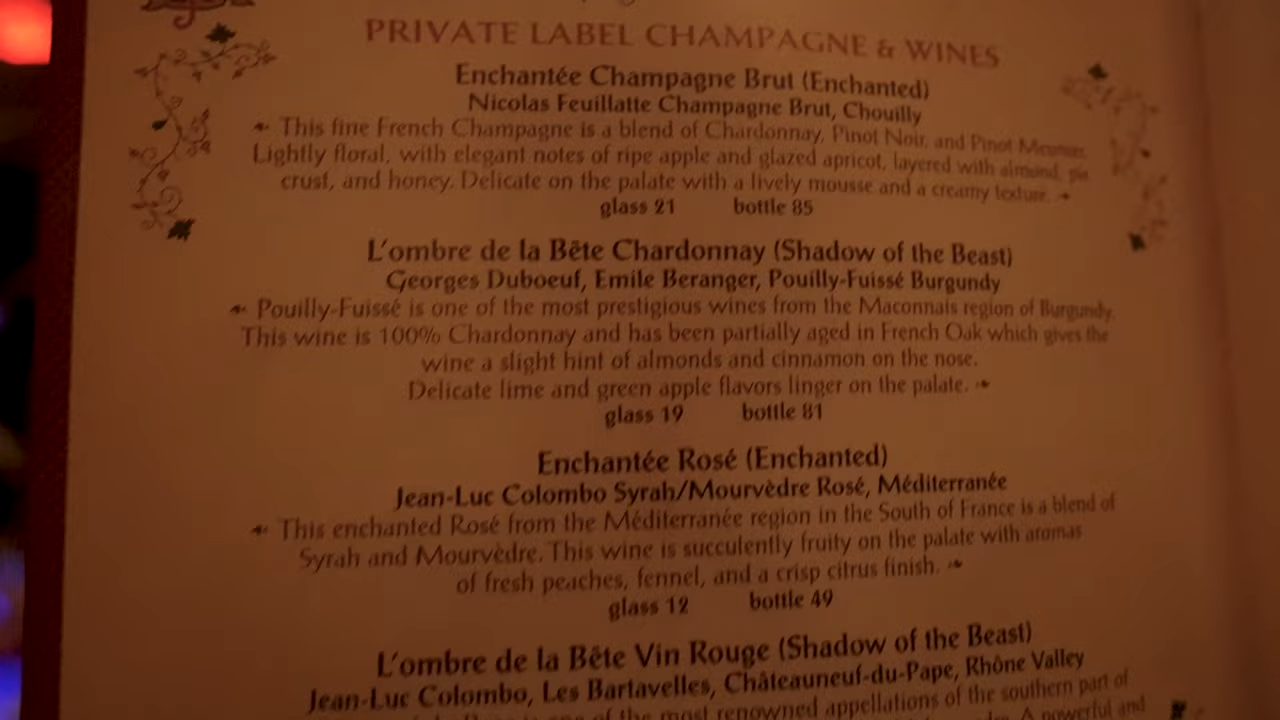 PRIVATE LABEL CHAMPAGNE & WINES
Enchantée Champagne Brut (Enchanted)
Nicolas Feuillatte Champagne Brut, Chouilly
This fine French Champagne is a blend of Chardonnay, Pinot Noir, and Pinot Meunier.
Lightly floral, with elegant notes of ripe apple and glazed apricot, layered with almond, pie
crust, and honey. Delicate on the palate with a lively mousse and a creamy texture.
glass 21 bottle 85
L'ombre de la Bête Chardonnay (Shadow of the Beast)
Georges Duboeuf, Emile Beranger, Pouilly-Fuissé Burgundy
Pouilly-Fuissé is one of the most prestigious wines from the Maconnais region of Burgundy.
This wine is 100% Chardonnay and has been partially aged in French Oak which gives the
wine a slight hint of almonds and cinnamon on the nose.
Delicate lime and green apple flavors linger on the palate.
glass 19 bottle 81
Enchantée Rosé (Enchanted)
Jean-Luc Colombo Syrah/Mourvèdre Rosé, Méditerranée
This enchanted Rosé from the Méditerranée region in the South of France is a blend of
Syrah and Mourvèdre. This wine is succulently fruity on the palate with aromas
of fresh peaches, fennel, and a crisp citrus finish.
glass 12 bottle 49
L'ombre de la Bête Vin Rouge (Shadow of the Beast)
Jean-Luc Colombo, Les Bartavelles, Châteauneuf-du-Pape, Rhône Valley
one of the most renowned appellations of the southern part of
A powerful and